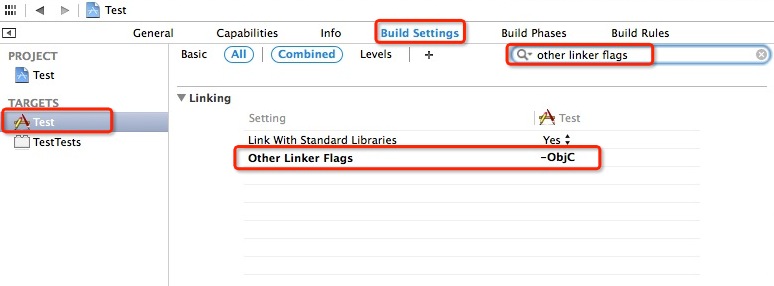 Test
General Capabilities Info Build Settings Build Phases Build Rules
PROJECT
Test
TARGETS
Test
TestTests
Basic All Combined Levels + other linker flags
Linking
Setting Test
Link With Standard Libraries Yes
Other Linker Flags -ObjC